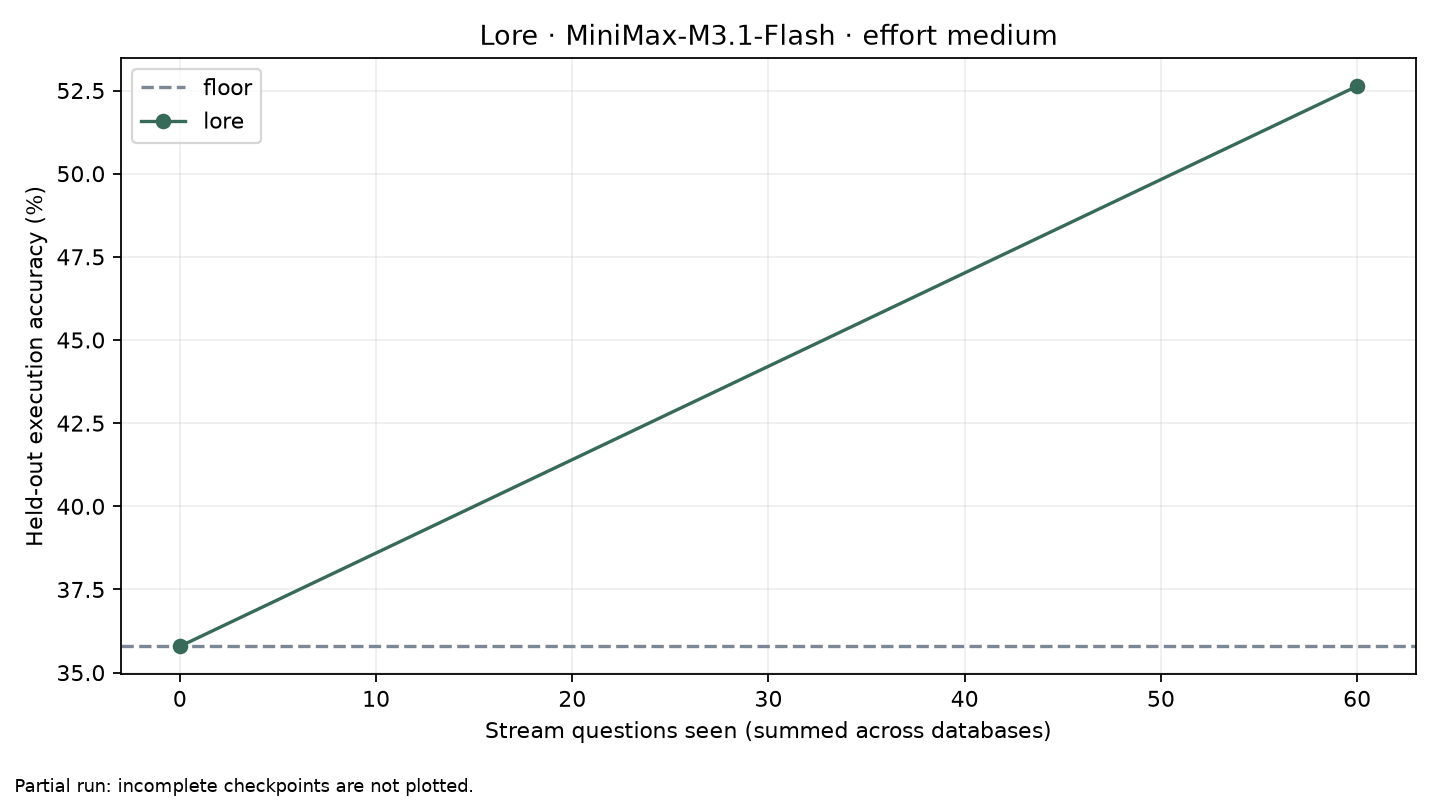 Lore · MiniMax-M3.1-Flash · effort medium
floor
lore
Held-out execution accuracy (%)
52.5
50.0
47.5
45.0
42.5
40.0
37.5
35.0
0 10 20 30 40 50 60
Stream questions seen (summed across databases)
Partial run: incomplete checkpoints are not plotted.